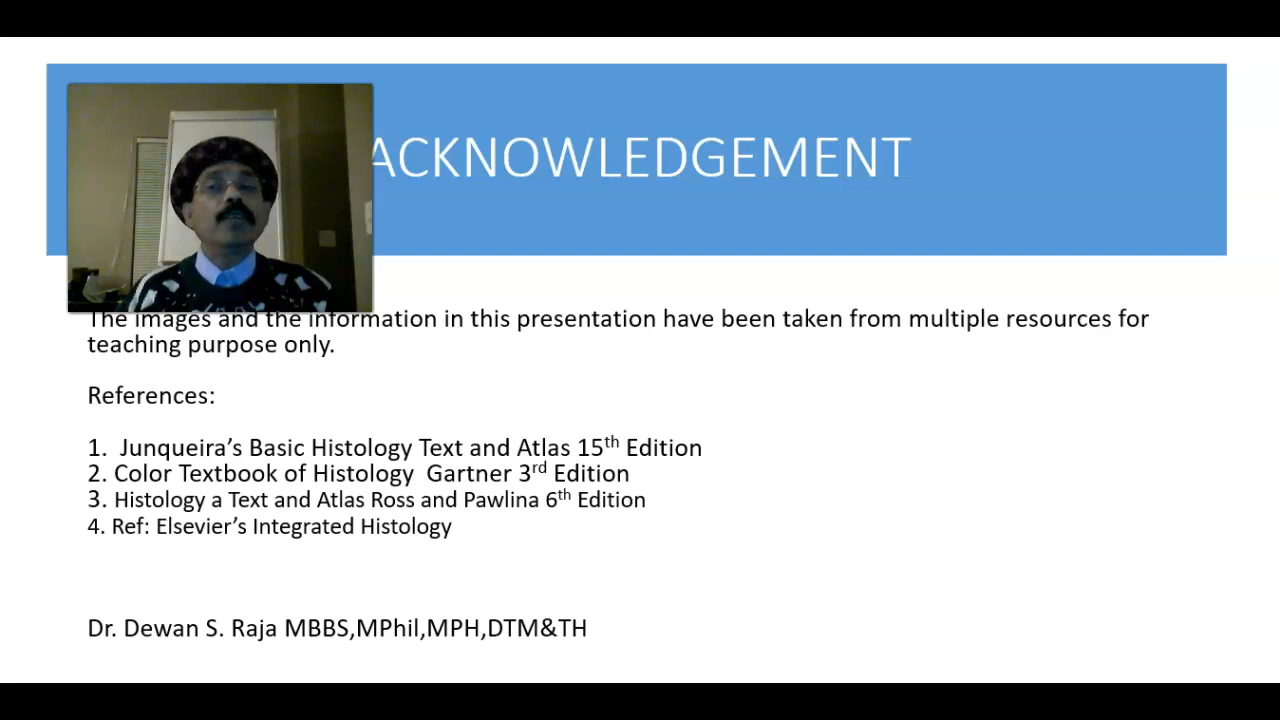 ACKNOWLEDGEMENT
The images and the information in this presentation have been taken from multiple resources for
teaching purpose only.
References:
1. Junqueira’s Basic Histology Text and Atlas 15th Edition
2. Color Textbook of Histology Gartner 3rd Edition
3. Histology a Text and Atlas Ross and Pawlina 6th Edition
4. Ref: Elsevier’s Integrated Histology
Dr. Dewan S. Raja MBBS,MPhil,MPH,DTM&TH